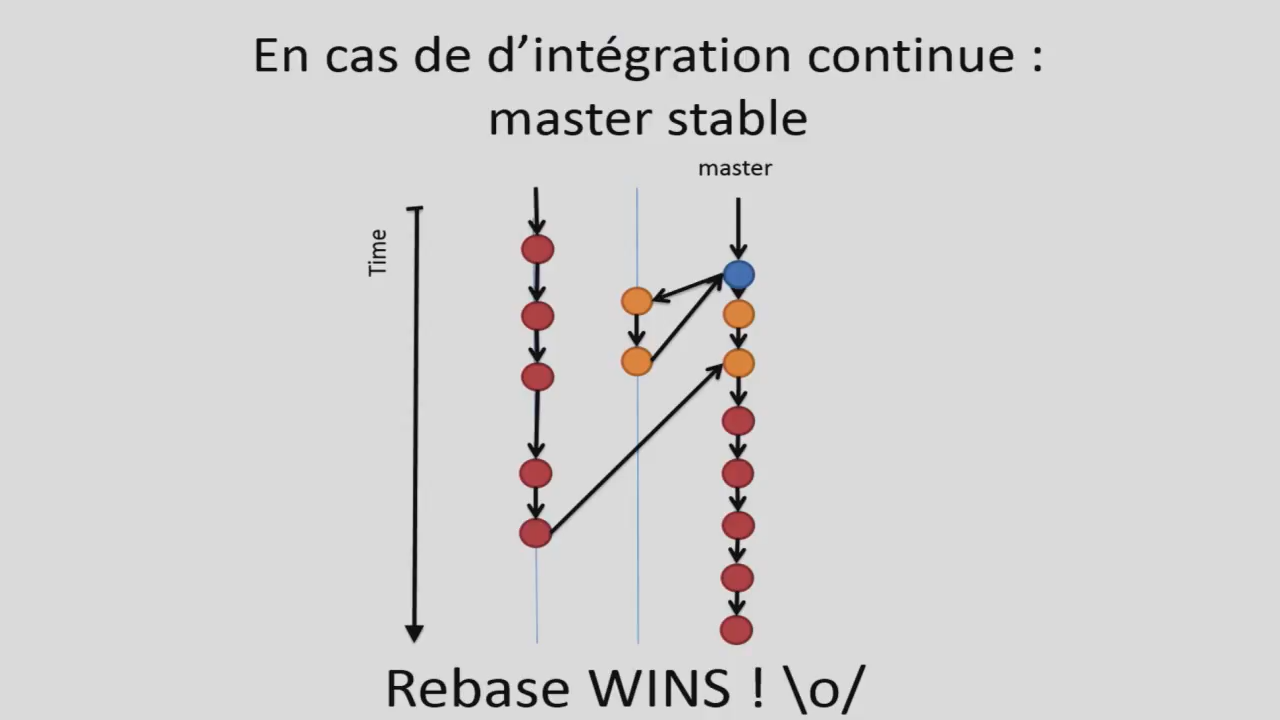 En cas de d’intégration continue :
master stable
master
Time
Rebase WINS ! \o/